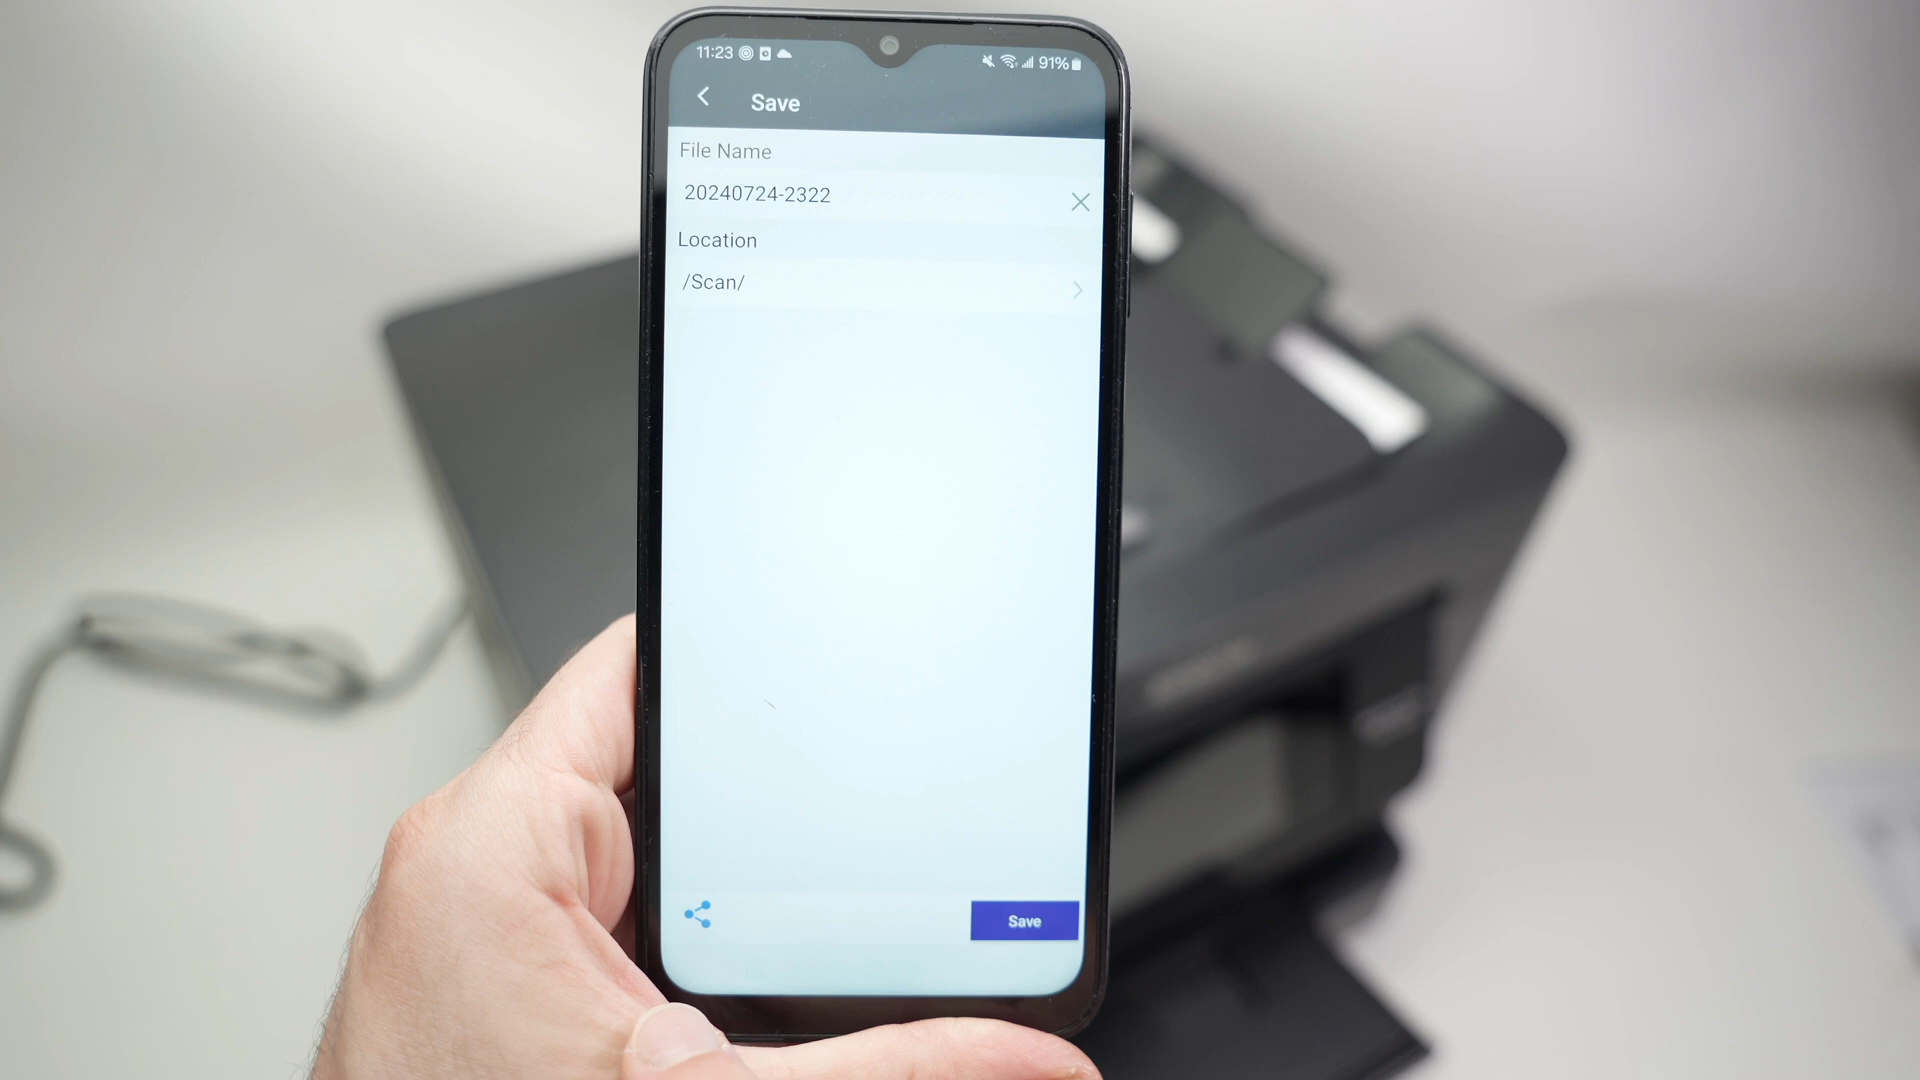 11:23
91%
Save
File Name
20240724-2322
Location
/Scan/
Save